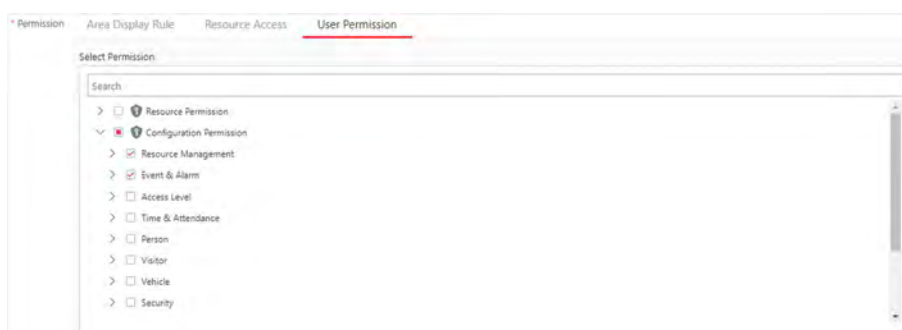 * Permission Area Display Rule Resource Access User Permission
Select Permission
Search
Resource Permission
Configuration Permission
Resource Management
Event & Alarm
Access Level
Time & Attendance
Person
Visitor
Vehicle
Security